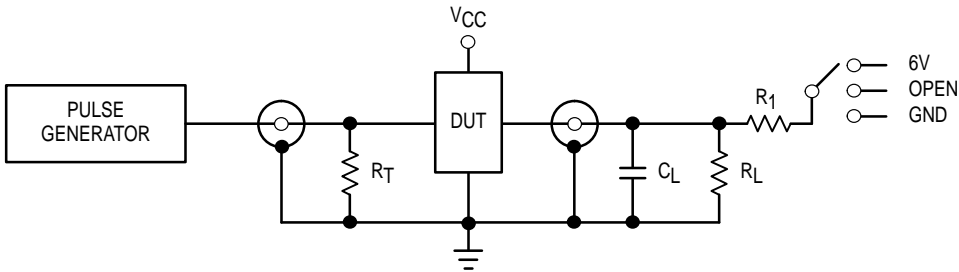 VCC
PULSE
GENERATOR
DUT
RT
CL
RL
R1
6V
OPEN
GND